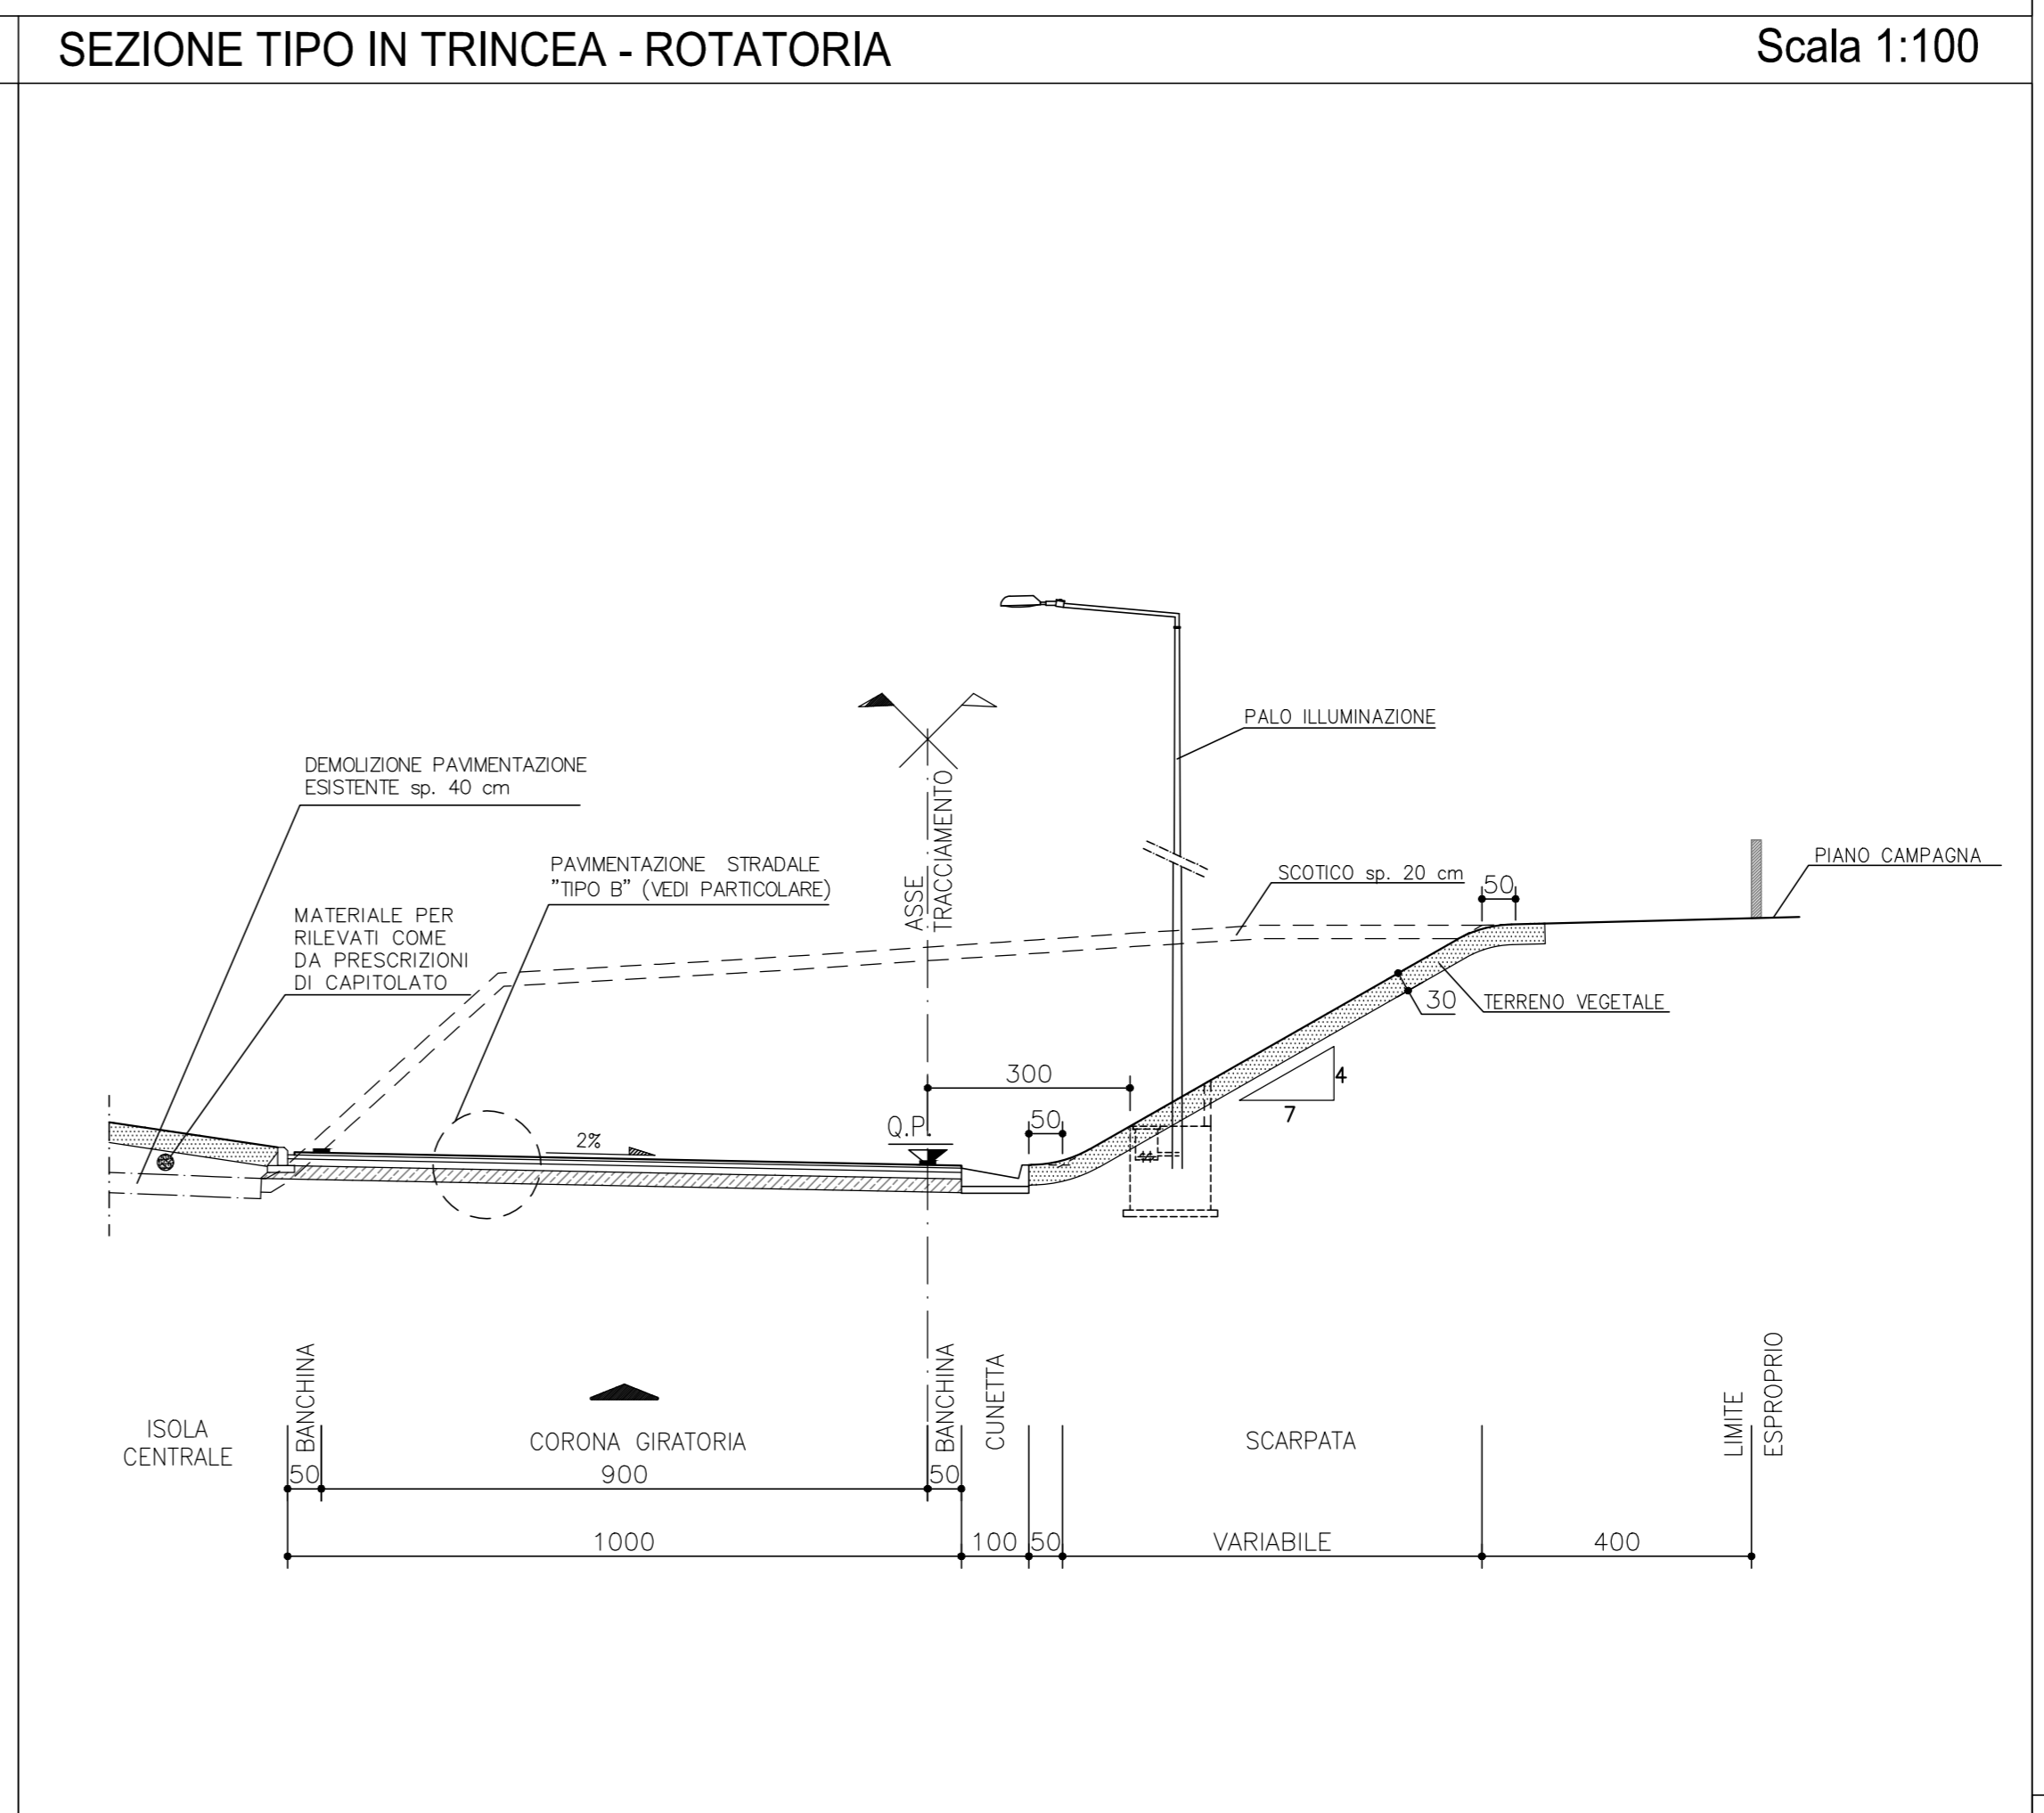 SEZIONE TIPO IN TRINCEA - ROTATORIA
Scala 1:100
PALO ILLUMINAZIONE
DEMOLIZIONE PAVIMENTAZIONE
ESISTENTE sp. 40 cm
ASSE
TRACCIAMENTO
PAVIMENTAZIONE STRADALE
"TIPO B" (VEDI PARTICOLARE)
SCOTICO sp. 20 cm
50
PIANO CAMPAGNA
MATERIALE PER
RILEVATI COME
DA PRESCRIZIONI
DI CAPITOLATO
30
TERRENO VEGETALE
300
4
7
50
Q.P.
2%
BANCHINA
BANCHINA
CUNETTA
LIMITE
ESPROPRIO
ISOLA
CENTRALE
CORONA GIRATORIA
SCARPATA
50
900
50
1000
100
50
VARIABILE
400